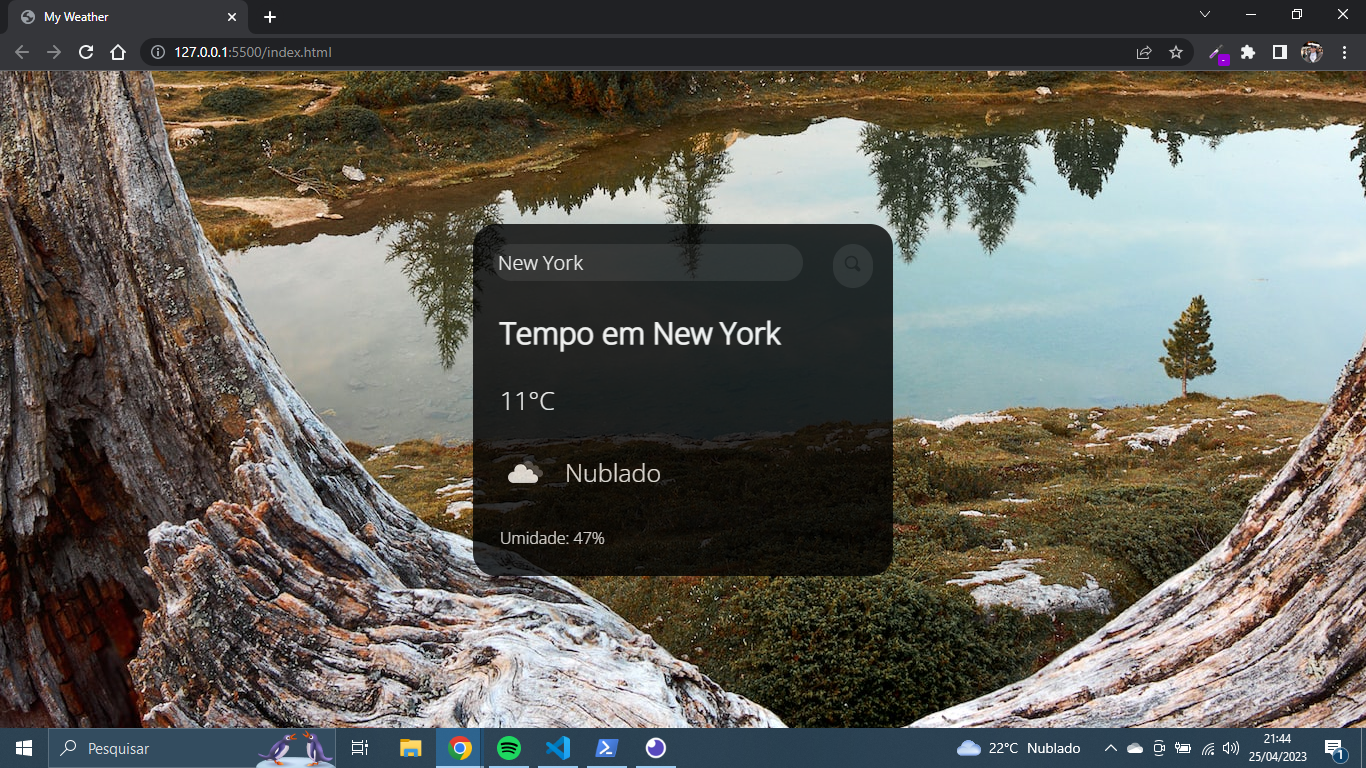 My Weather
127.0.0.1:5500/index.html
New York
Tempo em New York
11°C
Nublado
Umidade: 47%
Pesquisar
22°C Nublado
21:44
25/04/2023
1